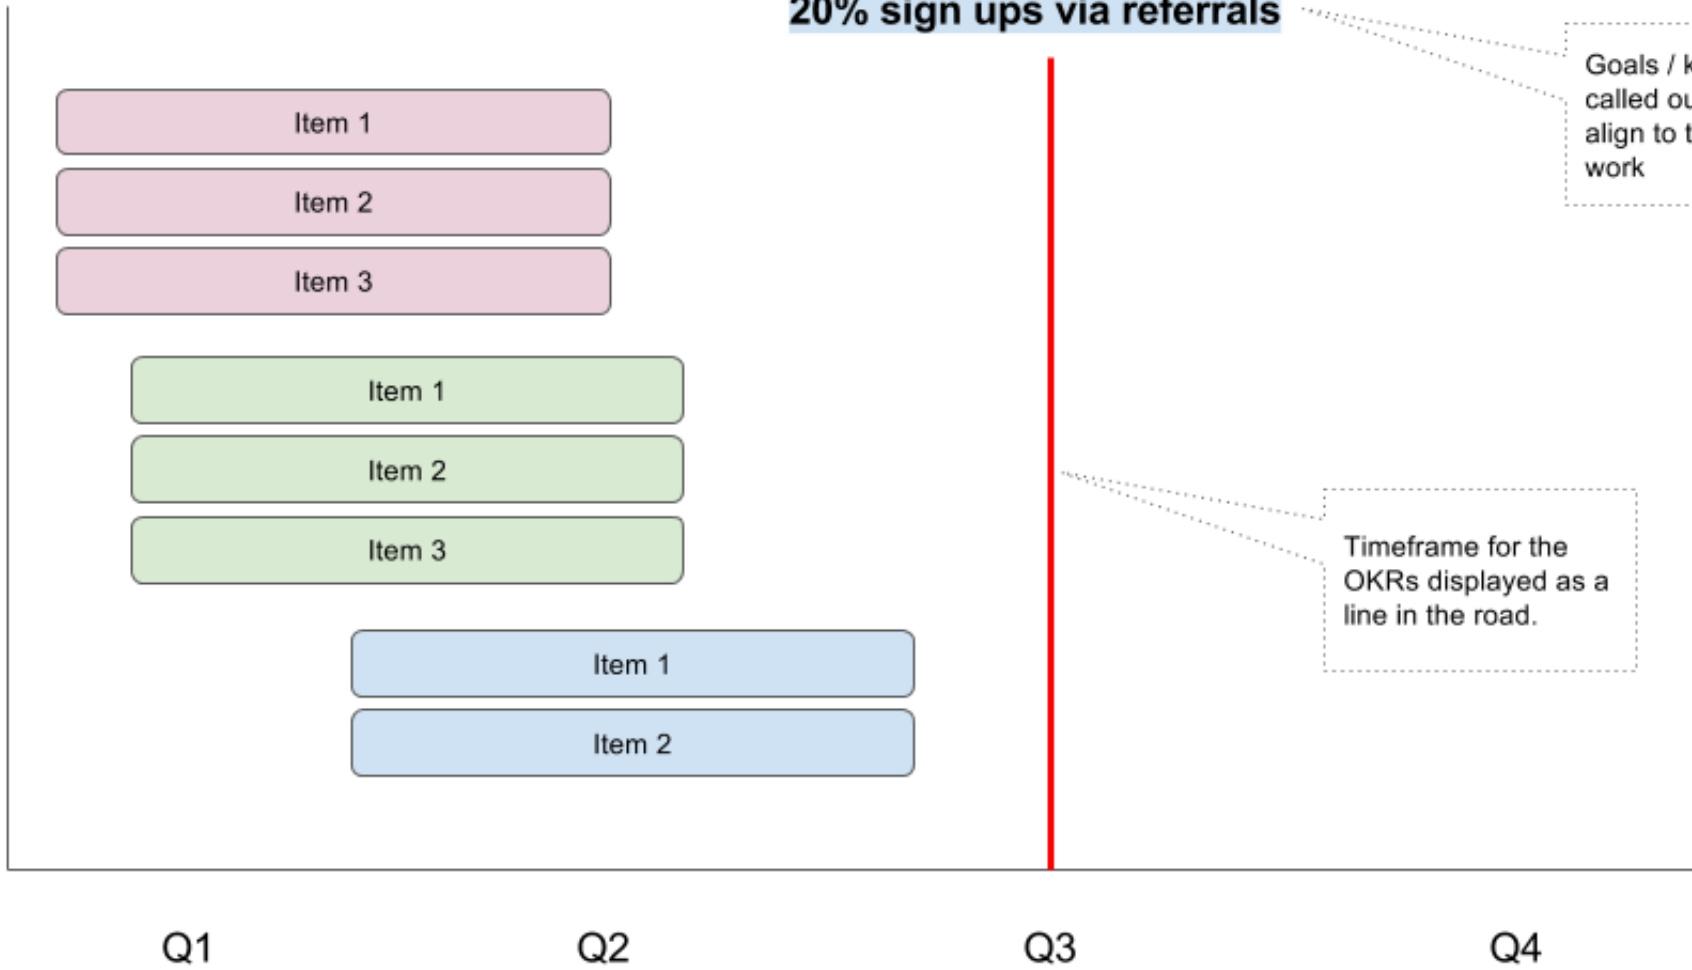 20% sign ups via referrals
Goals / k
called ou
align to t
work
Item 1
Item 2
Item 3
Item 1
Item 2
Item 3
Timeframe for the
OKRs displayed as a
line in the road.
Item 1
Item 2
Q1 Q2 Q3 Q4